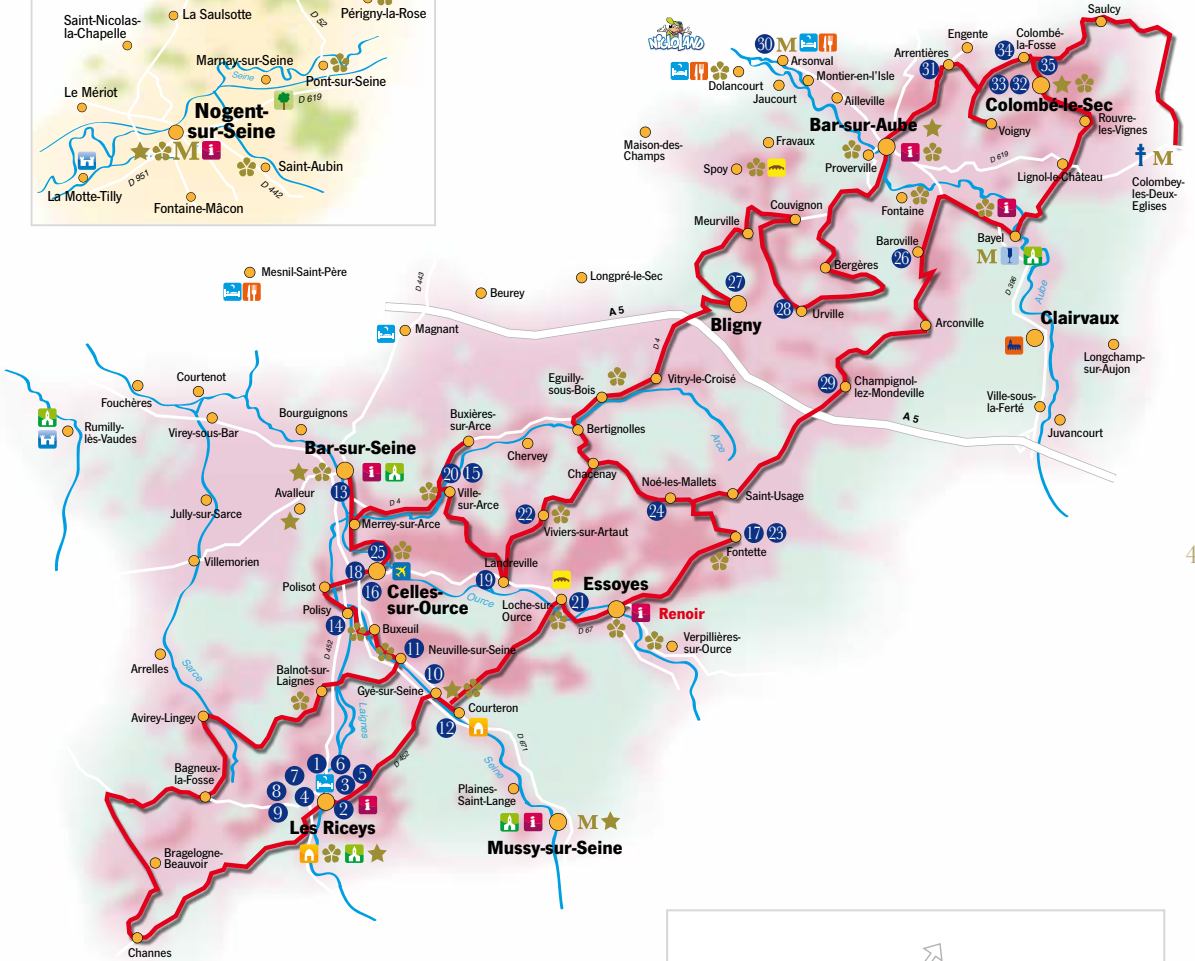 La Saulsotte
Périgny-la-Rose
D 52
Saint-Nicolas-
la-Chapelle
Marnay-sur-Seine
Seine
Pont-sur-Seine
Le Mériot
D 619
Nogent-
sur-Seine
M i
Saint-Aubin
D 951
D 442
La Motte-Tilly
Fontaine-Mâcon
NIGLOLAND
30 M
Arsonval
Dolancourt
Montier-en-l'Isle
Jaucourt
Ailleville
Saulcy
Engente
34
Colombé-
la-Fosse
Arrentières
31
35
33 32
Colombé-le-Sec
Rouvre-
les-Vignes
Voigny
Bar-sur-Aube
i
Proverville
Maison-des-
Champs
Fravaux
Spoy
D 619
Lignol-le-Château
M
Colombey-
les-Deux-
Eglises
Couvignon
Meurville
Fontaine
i
Bayel
M
Baroville
26
Bergères
D 396
Aube
Mesnil-Saint-Père
D 443
Longpré-le-Sec
Beurey
27
Bligny
28
Urville
A 5
Arconville
Clairvaux
Longchamp-
sur-Aujon
Magnant
D 4
Vitry-le-Croisé
Eguilly-
sous-Bois
29
Champignol-
lez-Mondeville
Ville-sous-
la-Ferté
A 5
Juvancourt
Courtenot
Fouchères
Virey-sous-Bar
Bourguignons
Rumilly-
lès-Vaudes
Buxières-
sur-Arce
Bertignolles
Arce
Chervey
Bar-sur-Seine
i
13
Avalleur
20 15
Ville-
sur-Arce
D 4
Chacenay
Noé-les-Mallets
24
Saint-Usage
Jully-sur-Sarce
Merrey-sur-Arce
22
Viviers-sur-Artaut
17 23
Fontette
Villemorien
25
18
16
Celles-
sur-Ource
Landreville
19
Ource
Loche-sur-
Ource
21
Essoyes
i Renoir
D 67
Verpillières-
sur-Ource
Polisot
Polisy
14
Buxeuil
11
Neuville-sur-Seine
D 452
Arrelles
Sarce
Balnot-sur-
Laignes
10
Gyé-sur-Seine
Courteron
12
Avirey-Lingey
Laignes
D 671
Seine
D 452
Bagneux-
la-Fosse
1 6
7 5
8 3
4
9 2
i
Les Riceys
Plaines-
Saint-Lange
i M
Mussy-sur-Seine
Bragelogne-
Beauvoir
Channes
4